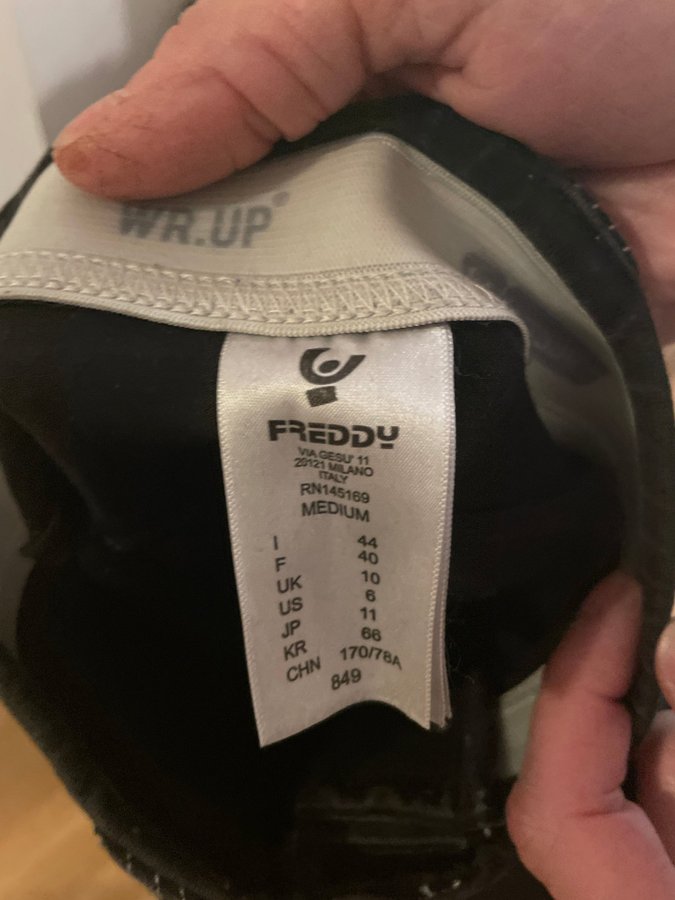 WR.UP®
FREDDY
VIA GESU' 11
20121 MILANO
ITALY
RN145169
MEDIUM
I 44
F 40
UK 10
US 6
JP 11
KR 66
CHN 170/78A
849